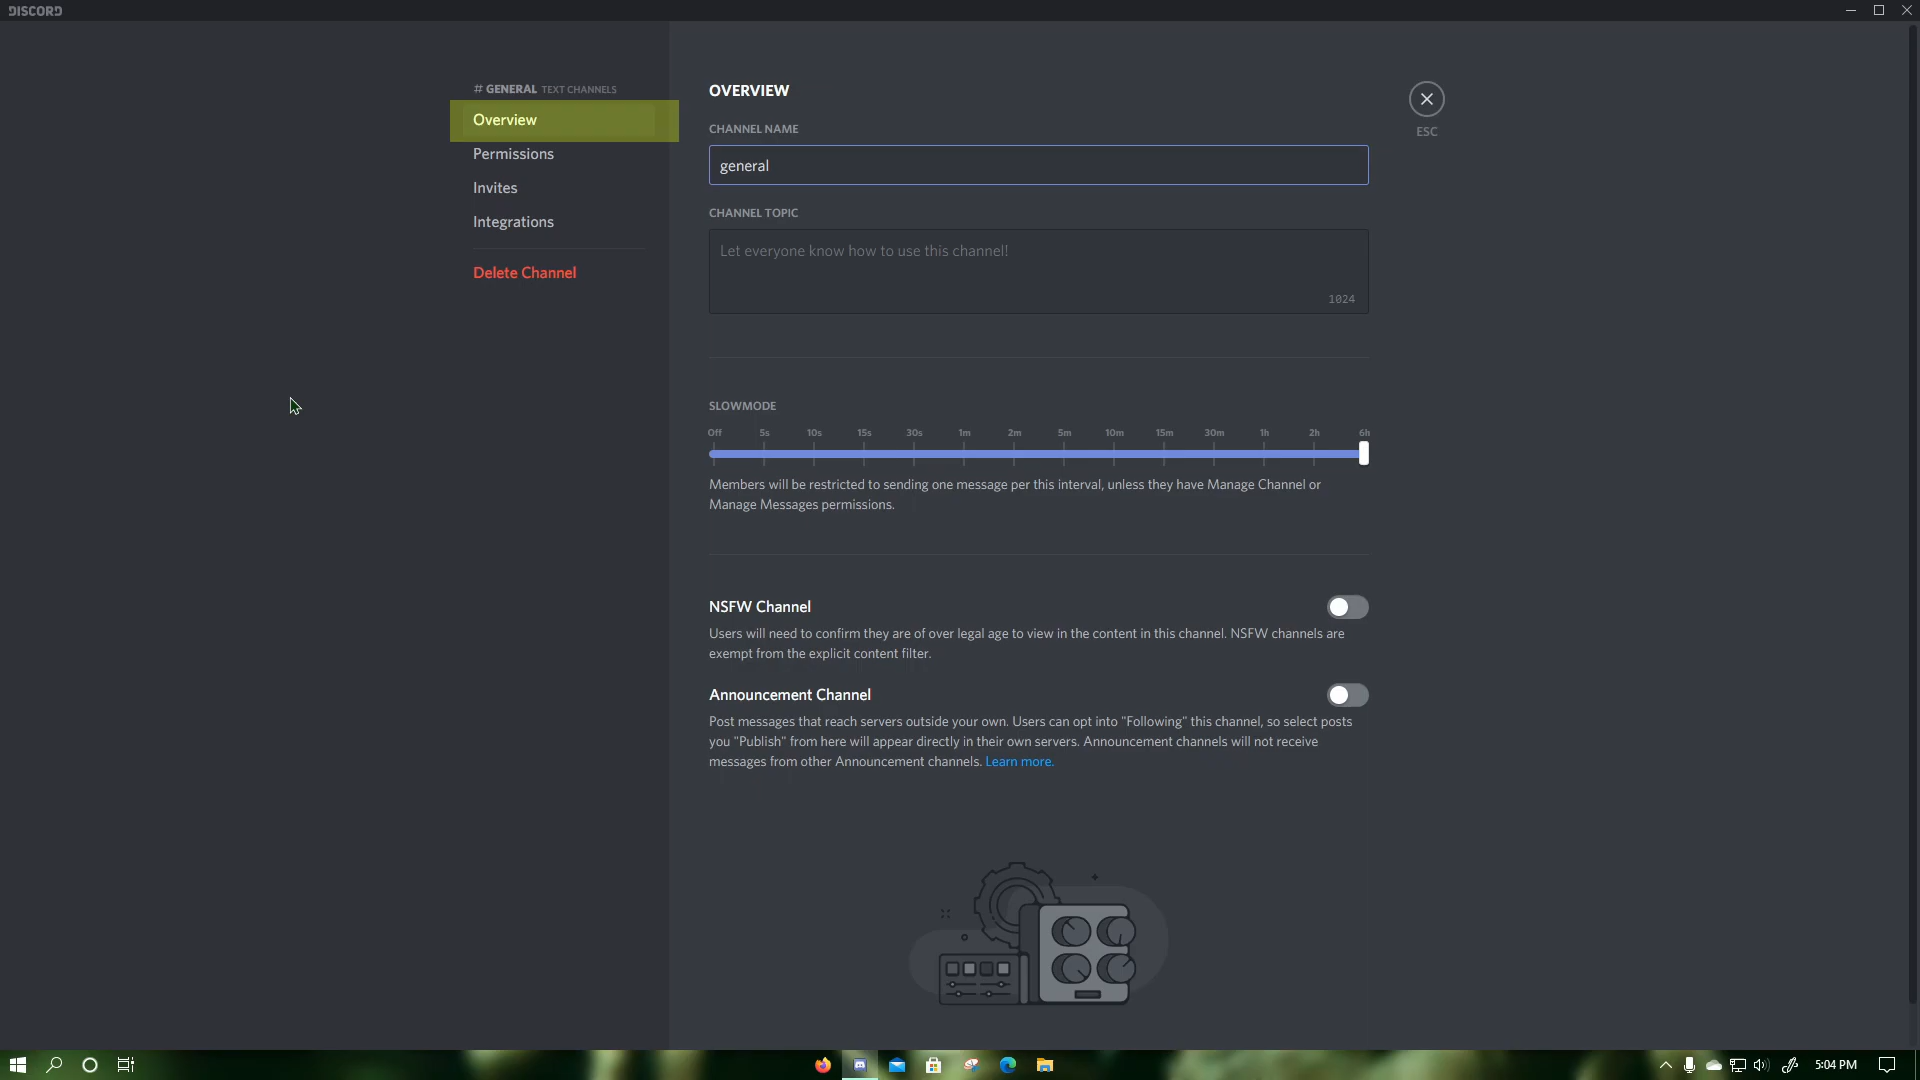 DISCORD
# GENERAL TEXT CHANNELS
Overview
Permissions
Invites
Integrations
Delete Channel
OVERVIEW
CHANNEL NAME
general
CHANNEL TOPIC
Let everyone know how to use this channel!
1024
ESC
SLOWMODE
Off 5s 10s 15s 30s 1m 2m 5m 10m 15m 30m 1h 2h 6h
Members will be restricted to sending one message per this interval, unless they have Manage Channel or
Manage Messages permissions.
NSFW Channel
Users will need to confirm they are of over legal age to view in the content in this channel. NSFW channels are
exempt from the explicit content filter.
Announcement Channel
Post messages that reach servers outside your own. Users can opt into "Following" this channel, so select posts
you "Publish" from here will appear directly in their own servers. Announcement channels will not receive
messages from other Announcement channels. Learn more.
5:04 PM